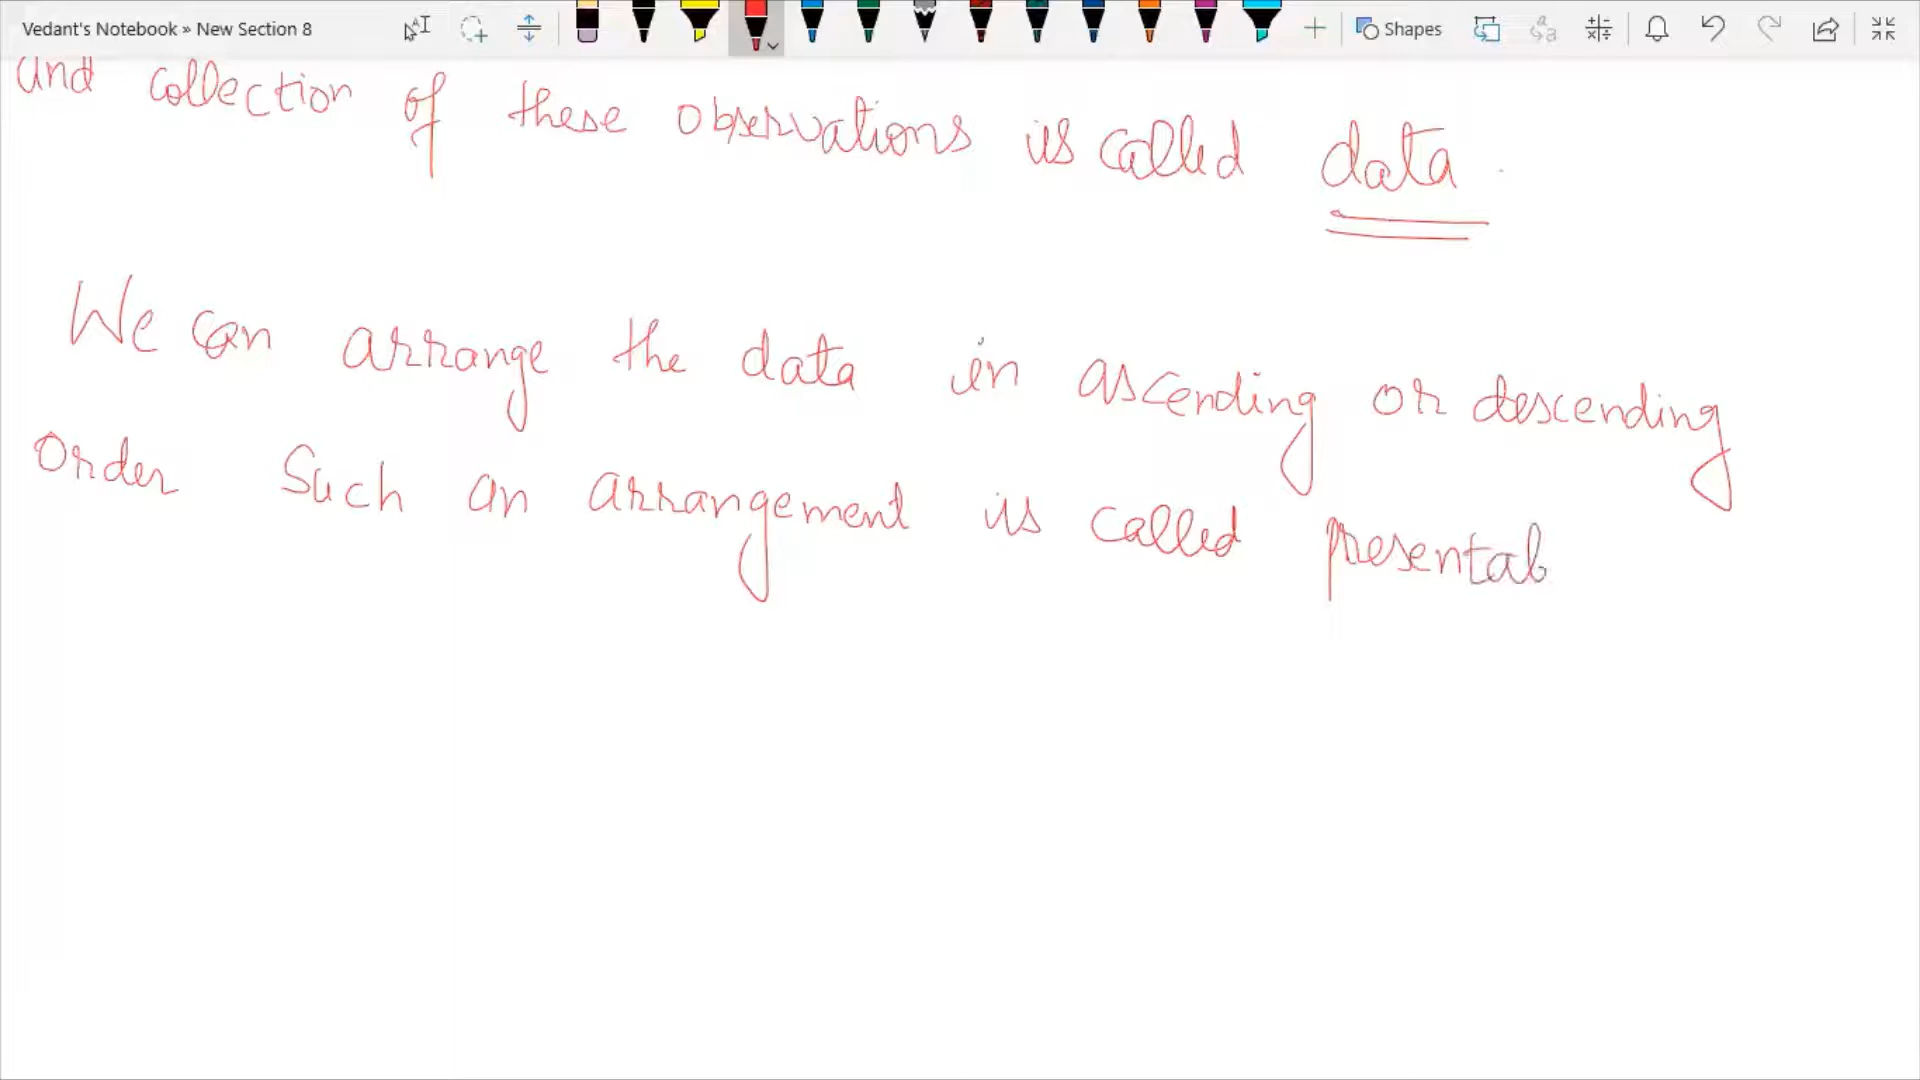 Vedant's Notebook » New Section 8
Shapes
and collection of these observations is called data.
We can arrange the data in ascending or descending
order Such an arrangement is called presentab